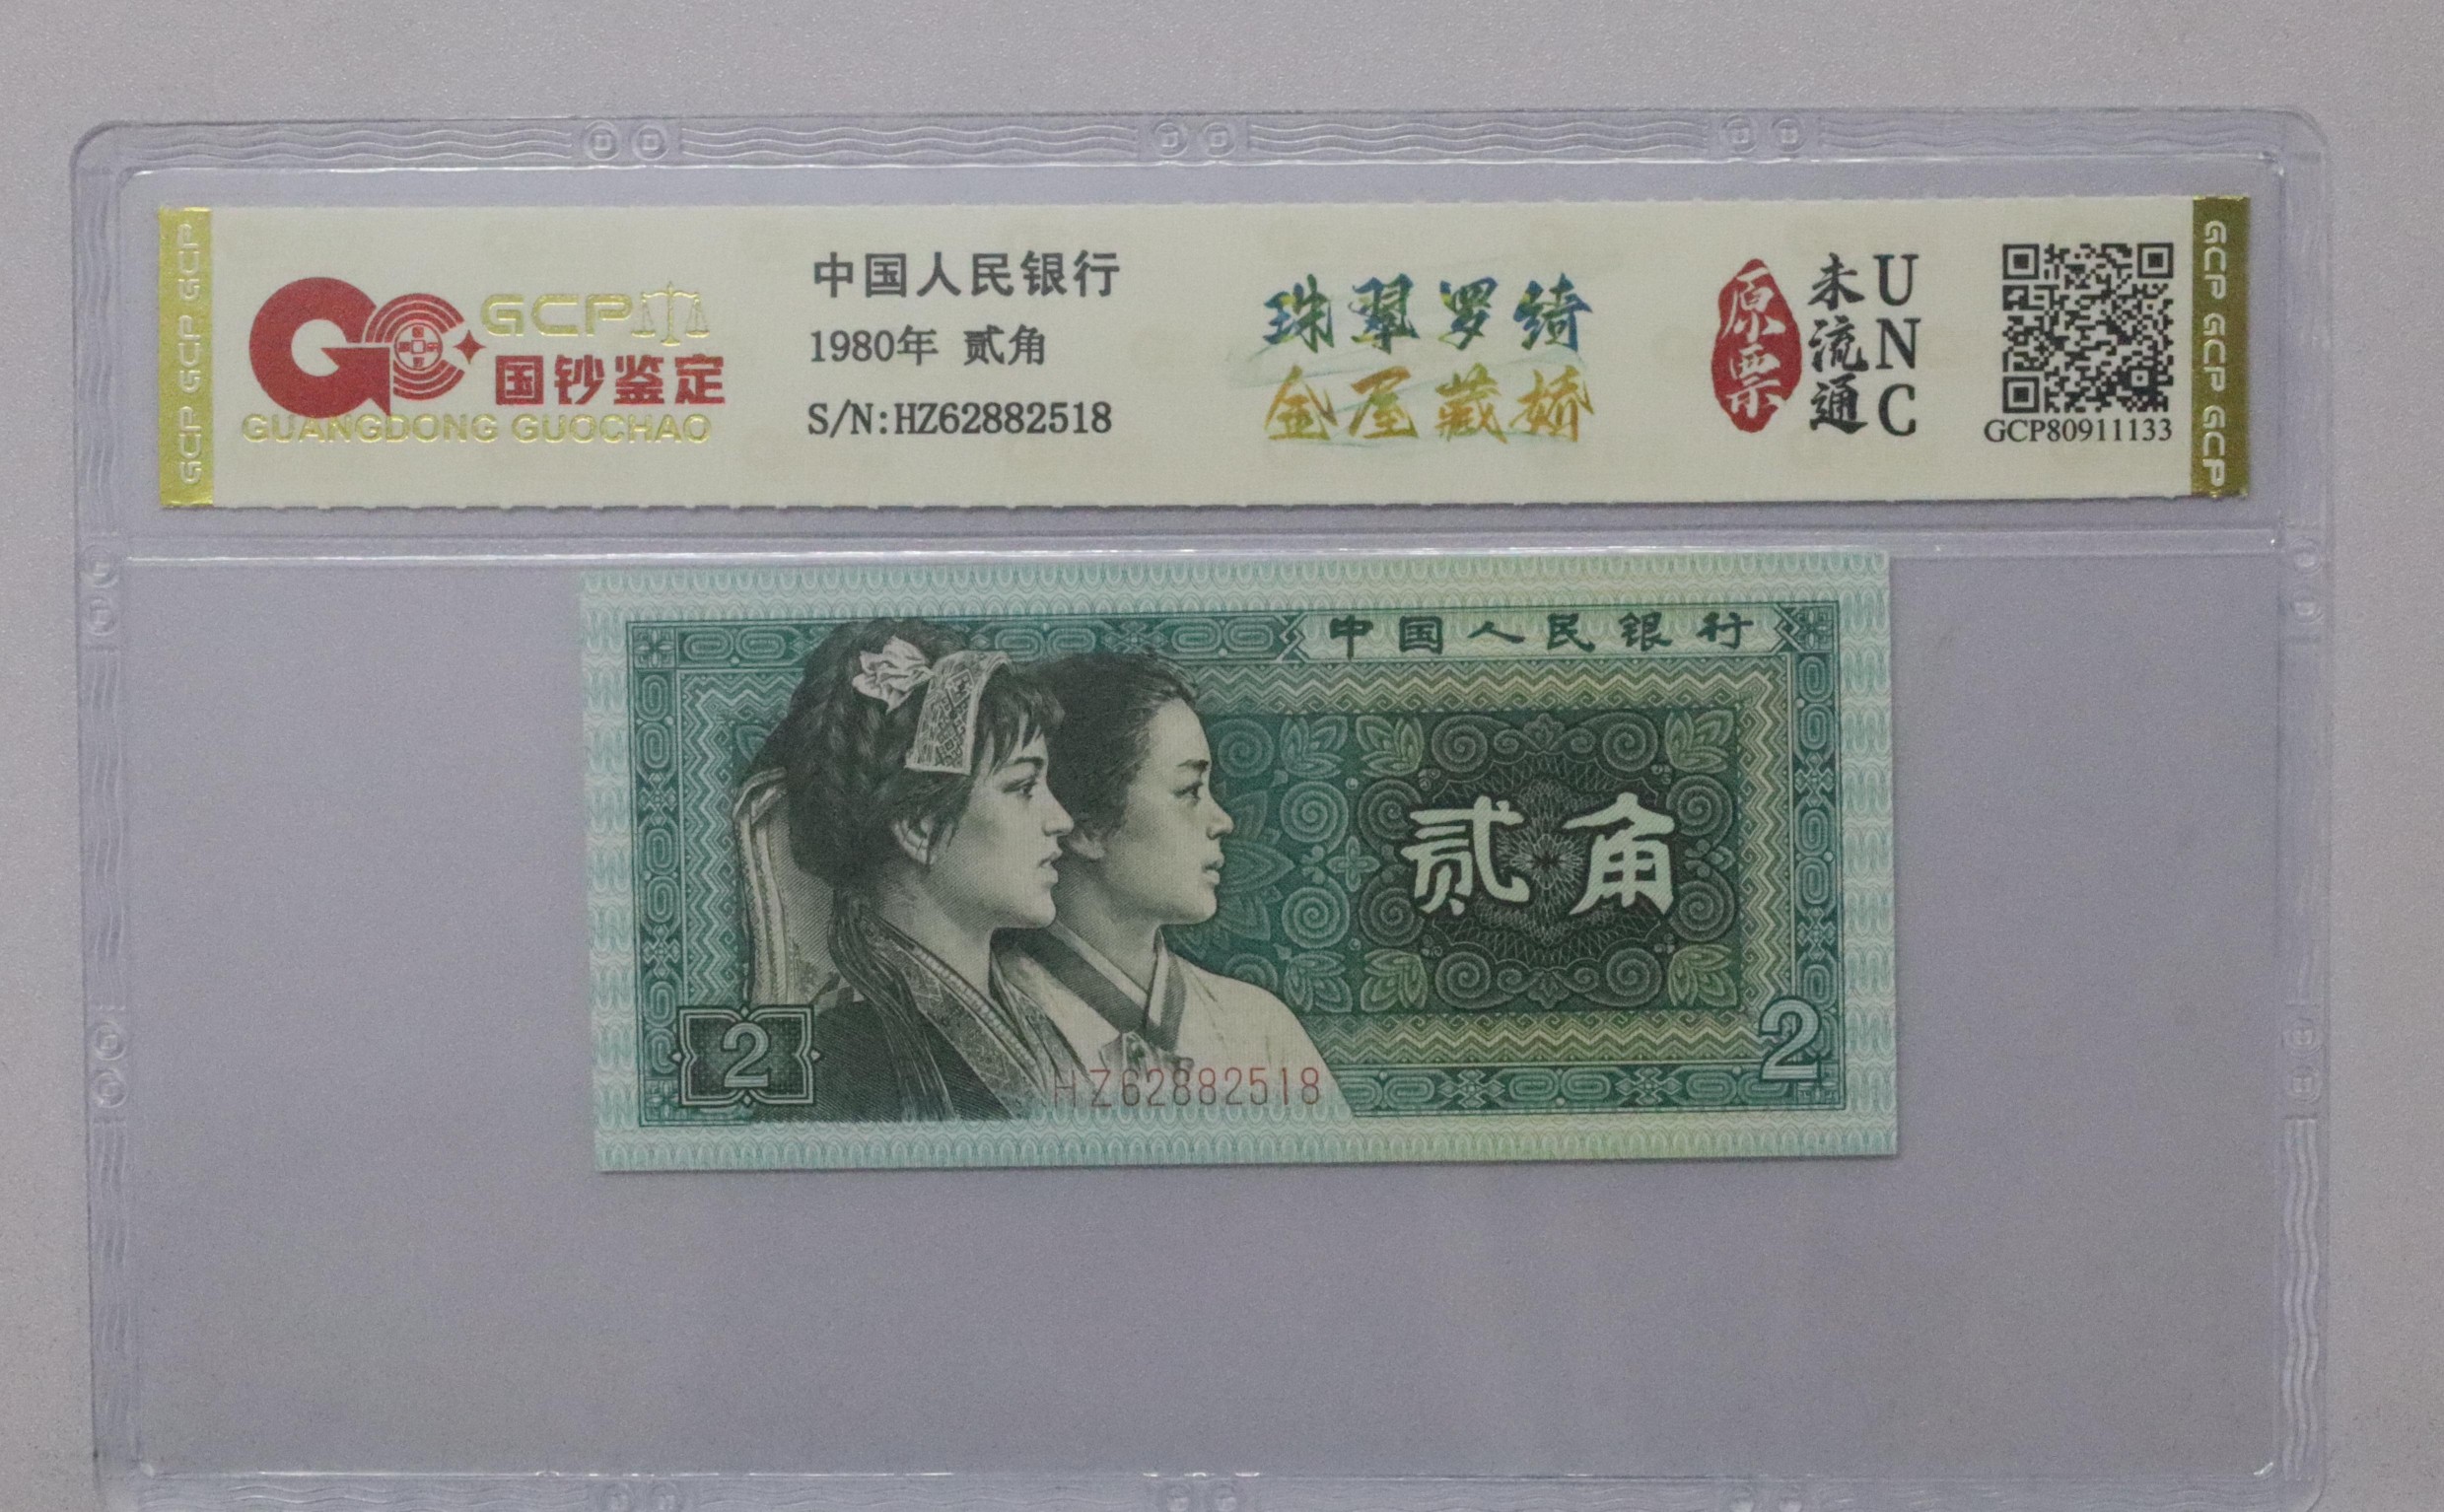 GCP GCP GCP
GCP
国钞鉴定
GUANGDONG GUOCHAO
中国人民银行
1980年 贰角
S/N:HZ62882518
珠翠罗绮
金屋藏娇
原票
未流通
UNC
GCP80911133
GCP GCP GCP
中国人民银行
贰角
2
2
HZ62882518